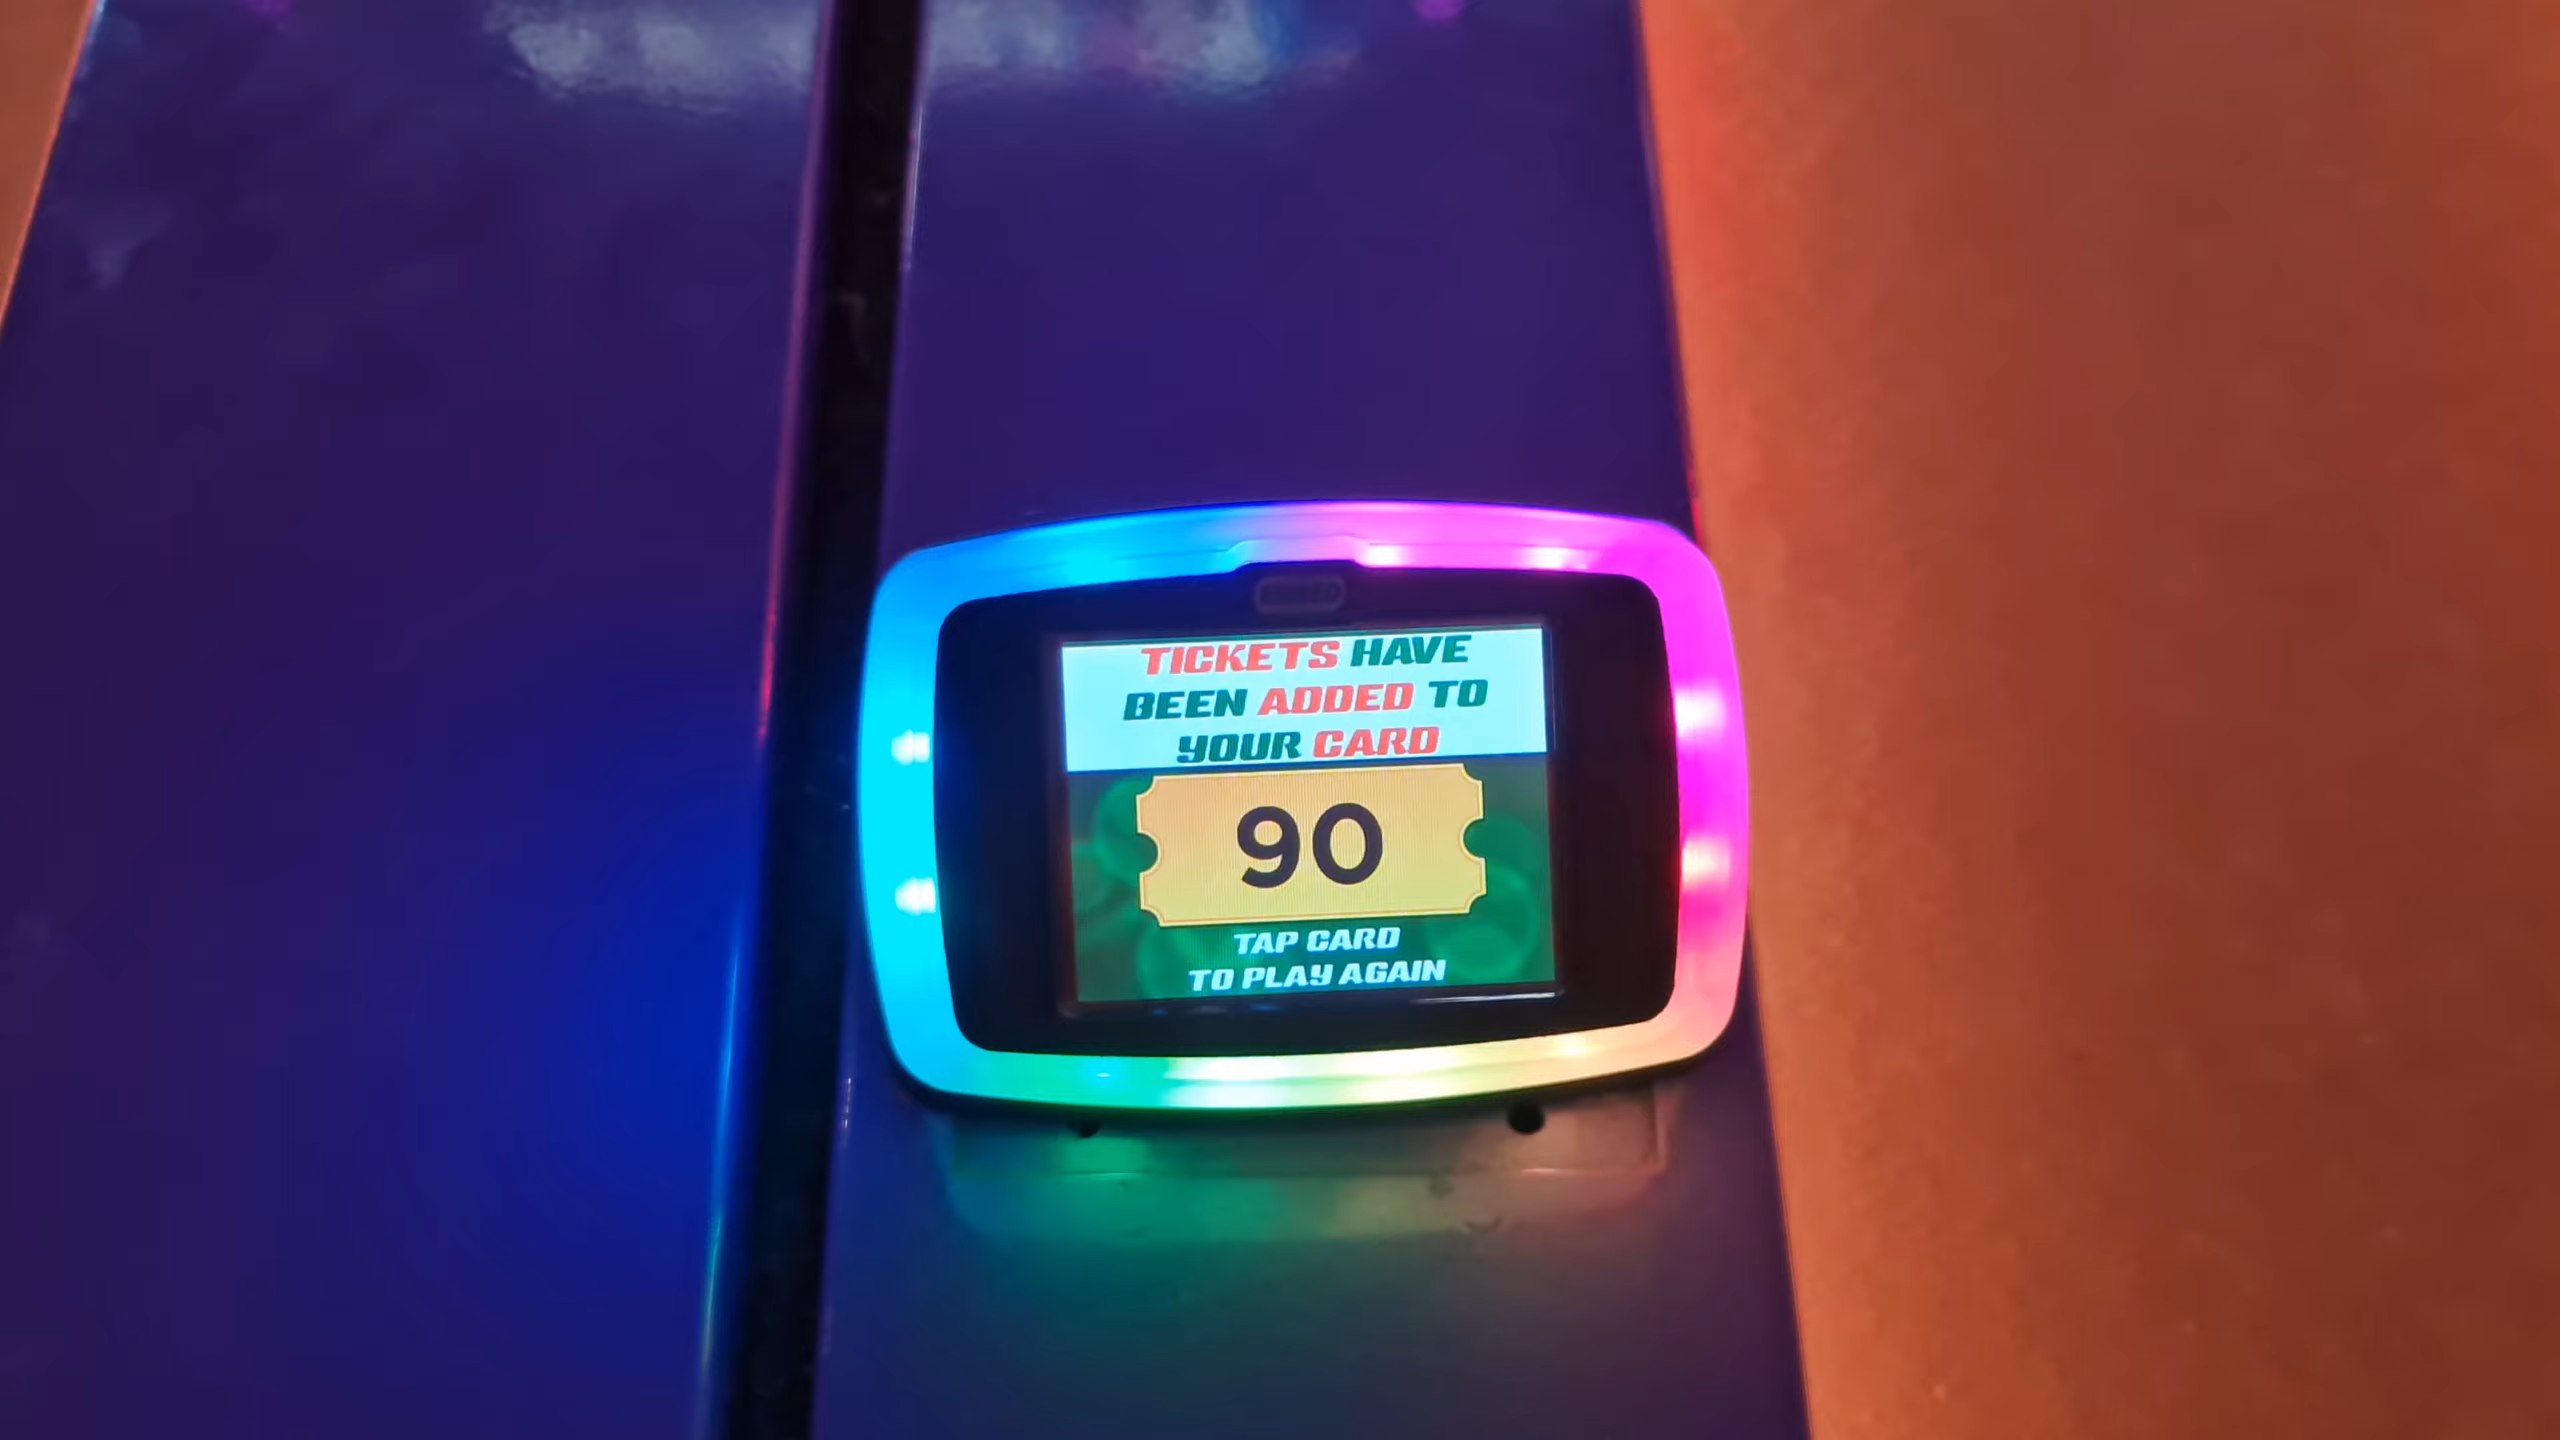 TICKETS HAVE
BEEN ADDED TO
YOUR CARD
90
TAP CARD
TO PLAY AGAIN